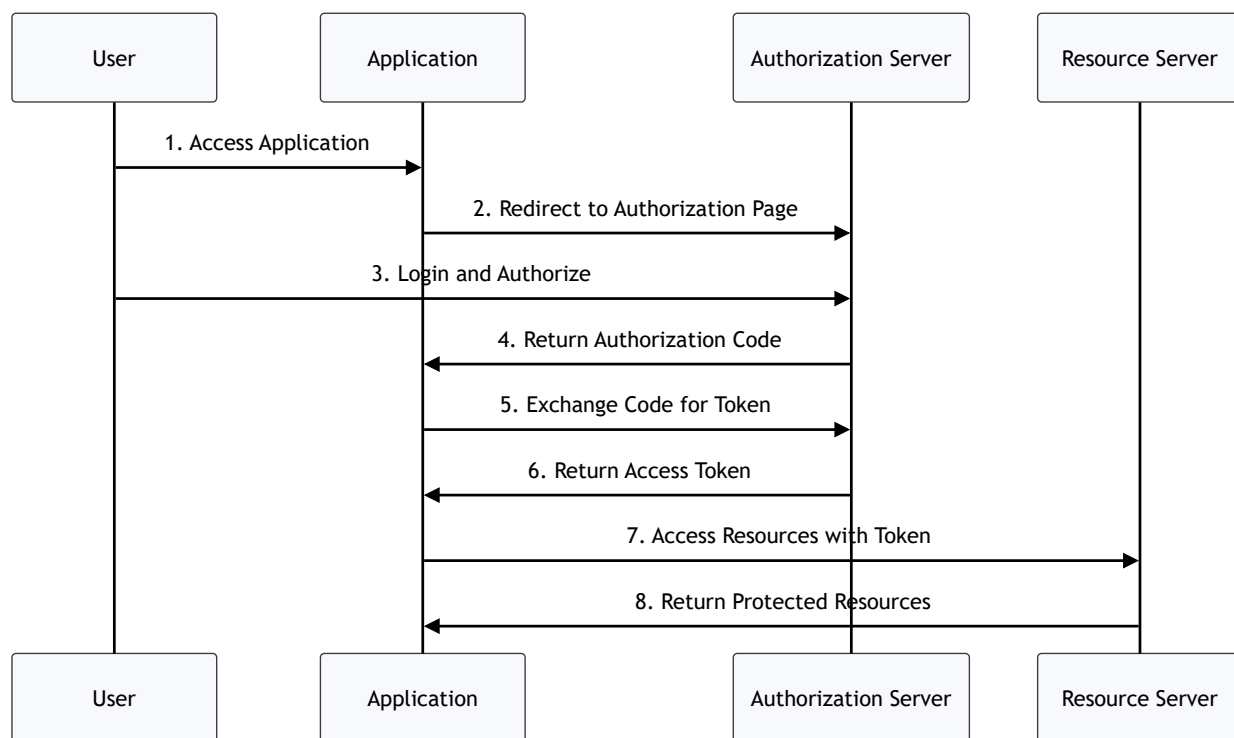 User
Application
Authorization Server
Resource Server
1. Access Application
2. Redirect to Authorization Page
3. Login and Authorize
4. Return Authorization Code
5. Exchange Code for Token
6. Return Access Token
7. Access Resources with Token
8. Return Protected Resources
User
Application
Authorization Server
Resource Server